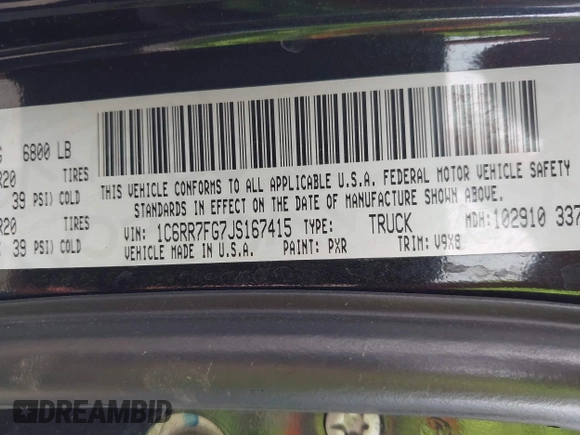 G 6800 LB
R20 TIRES
39 PSI) COLD
R20 TIRES
39 PSI) COLD
THIS VEHICLE CONFORMS TO ALL APPLICABLE U.S.A. FEDERAL MOTOR VEHICLE SAFETY
STANDARDS IN EFFECT ON THE DATE OF MANUFACTURE SHOWN ABOVE.
VIN: 1C6RR7FG7JS167415 TYPE: TRUCK MDH: 102910 337
VEHICLE MADE IN U.S.A. PAINT: PXR TRIM: V9X8
DREAMBID